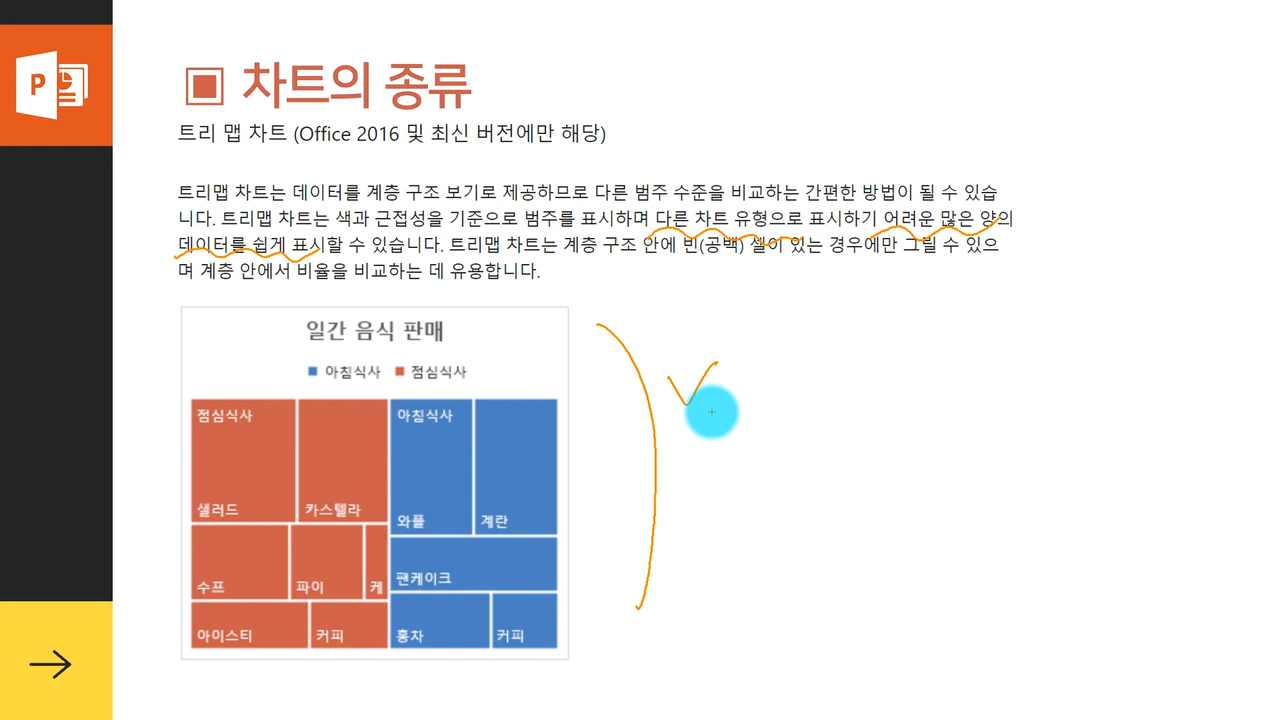 P
차트의 종류
트리 맵 차트 (Office 2016 및 최신 버전에만 해당)
트리맵 차트는 데이터를 계층 구조 보기로 제공하므로 다른 범주 수준을 비교하는 간편한 방법이 될 수 있습
니다. 트리맵 차트는 색과 근접성을 기준으로 범주를 표시하며 다른 차트 유형으로 표시하기 어려운 많은 양의
데이터를 쉽게 표시할 수 있습니다. 트리맵 차트는 계층 구조 안에 빈(공백) 셀이 있는 경우에만 그릴 수 있으
며 계층 안에서 비율을 비교하는 데 유용합니다.
일간 음식 판매
아침식사 점심식사
점심식사 아침식사
샐러드 카스텔라 와플 계란
수프 파이 케 팬케이크
아이스티 커피 홍차 커피